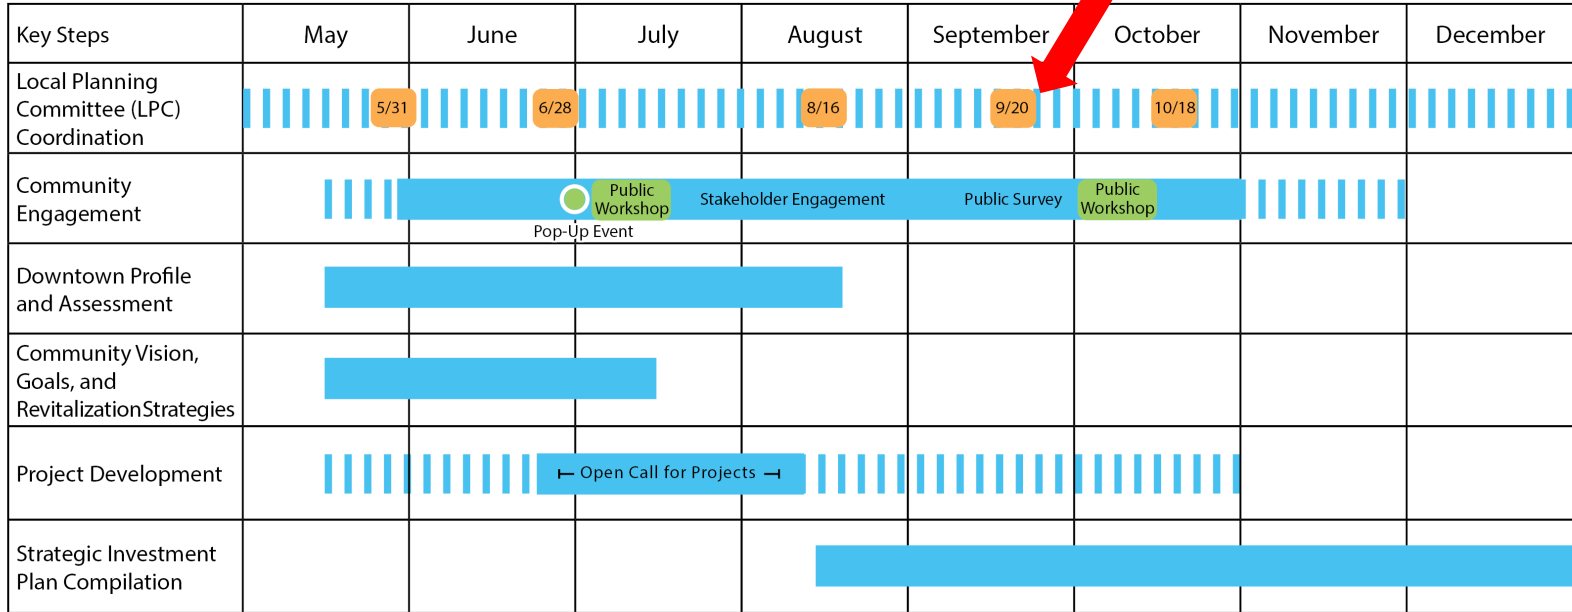 Key Steps
May
June
July
August
September
October
November
December
Local Planning
Committee (LPC)
Coordination
5/31
6/28
8/16
9/20
10/18
Community
Engagement
Pop-Up Event
Public
Workshop
Stakeholder Engagement
Public Survey
Public
Workshop
Downtown Profile
and Assessment
Community Vision,
Goals, and
Revitalization Strategies
Project Development
Open Call for Projects
Strategic Investment
Plan Compilation